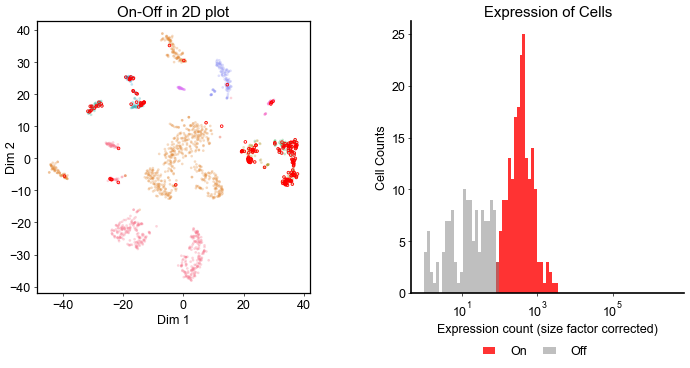 On-Off in 2D plot
Expression of Cells
40
30
20
10
0
−10
−20
−30
−40
Dim 2
−40
−20
0
20
40
Dim 1
25
20
15
10
5
0
Cell Counts
10^1
10^3
10^5
Expression count (size factor corrected)
On
Off